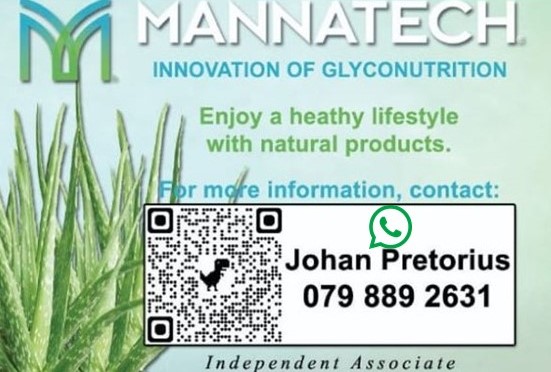 MANNATECH
INNOVATION OF GLYCONUTRITION
Enjoy a heathy lifestyle
with natural products.
For more information, contact:
Johan Pretorius
079 889 2631
Independent Associate